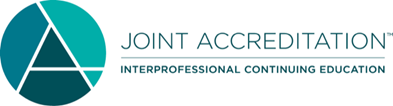 JOINT ACCREDITATION™
INTERPROFESSIONAL CONTINUING EDUCATION